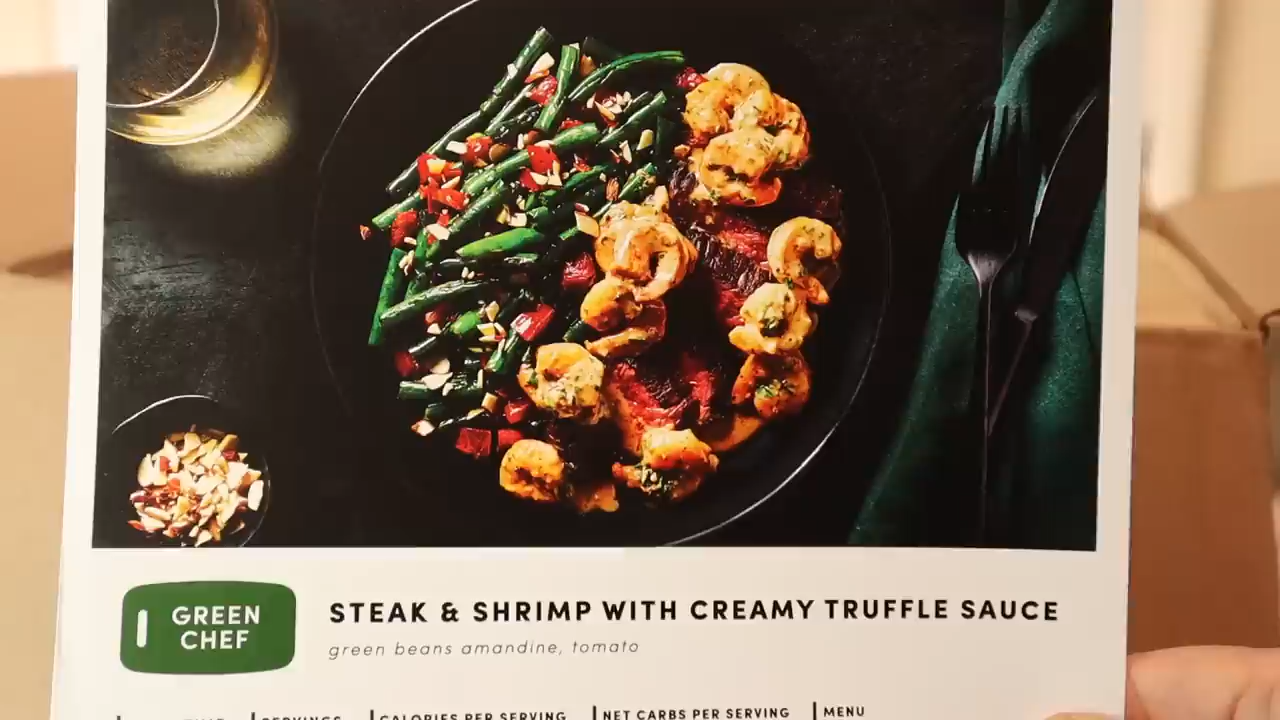 GREEN
CHEF
STEAK & SHRIMP WITH CREAMY TRUFFLE SAUCE
green beans amandine, tomato
SERVINGS CALORIES PER SERVING NET CARBS PER SERVING MENU